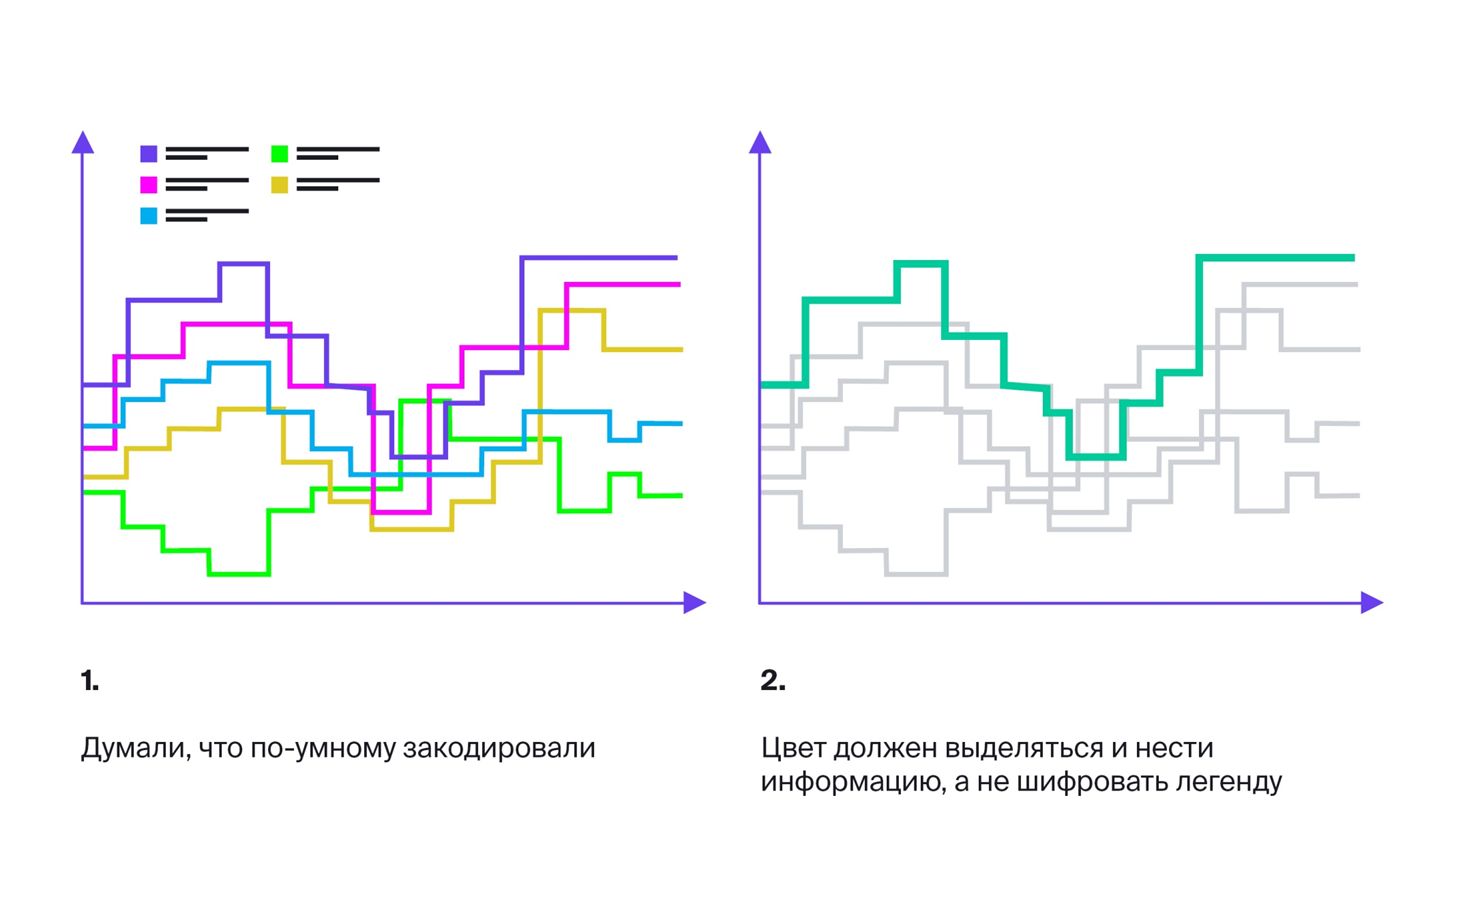 1.
Думали, что по-умному закодировали
2.
Цвет должен выделяться и нести
информацию, а не шифровать легенду